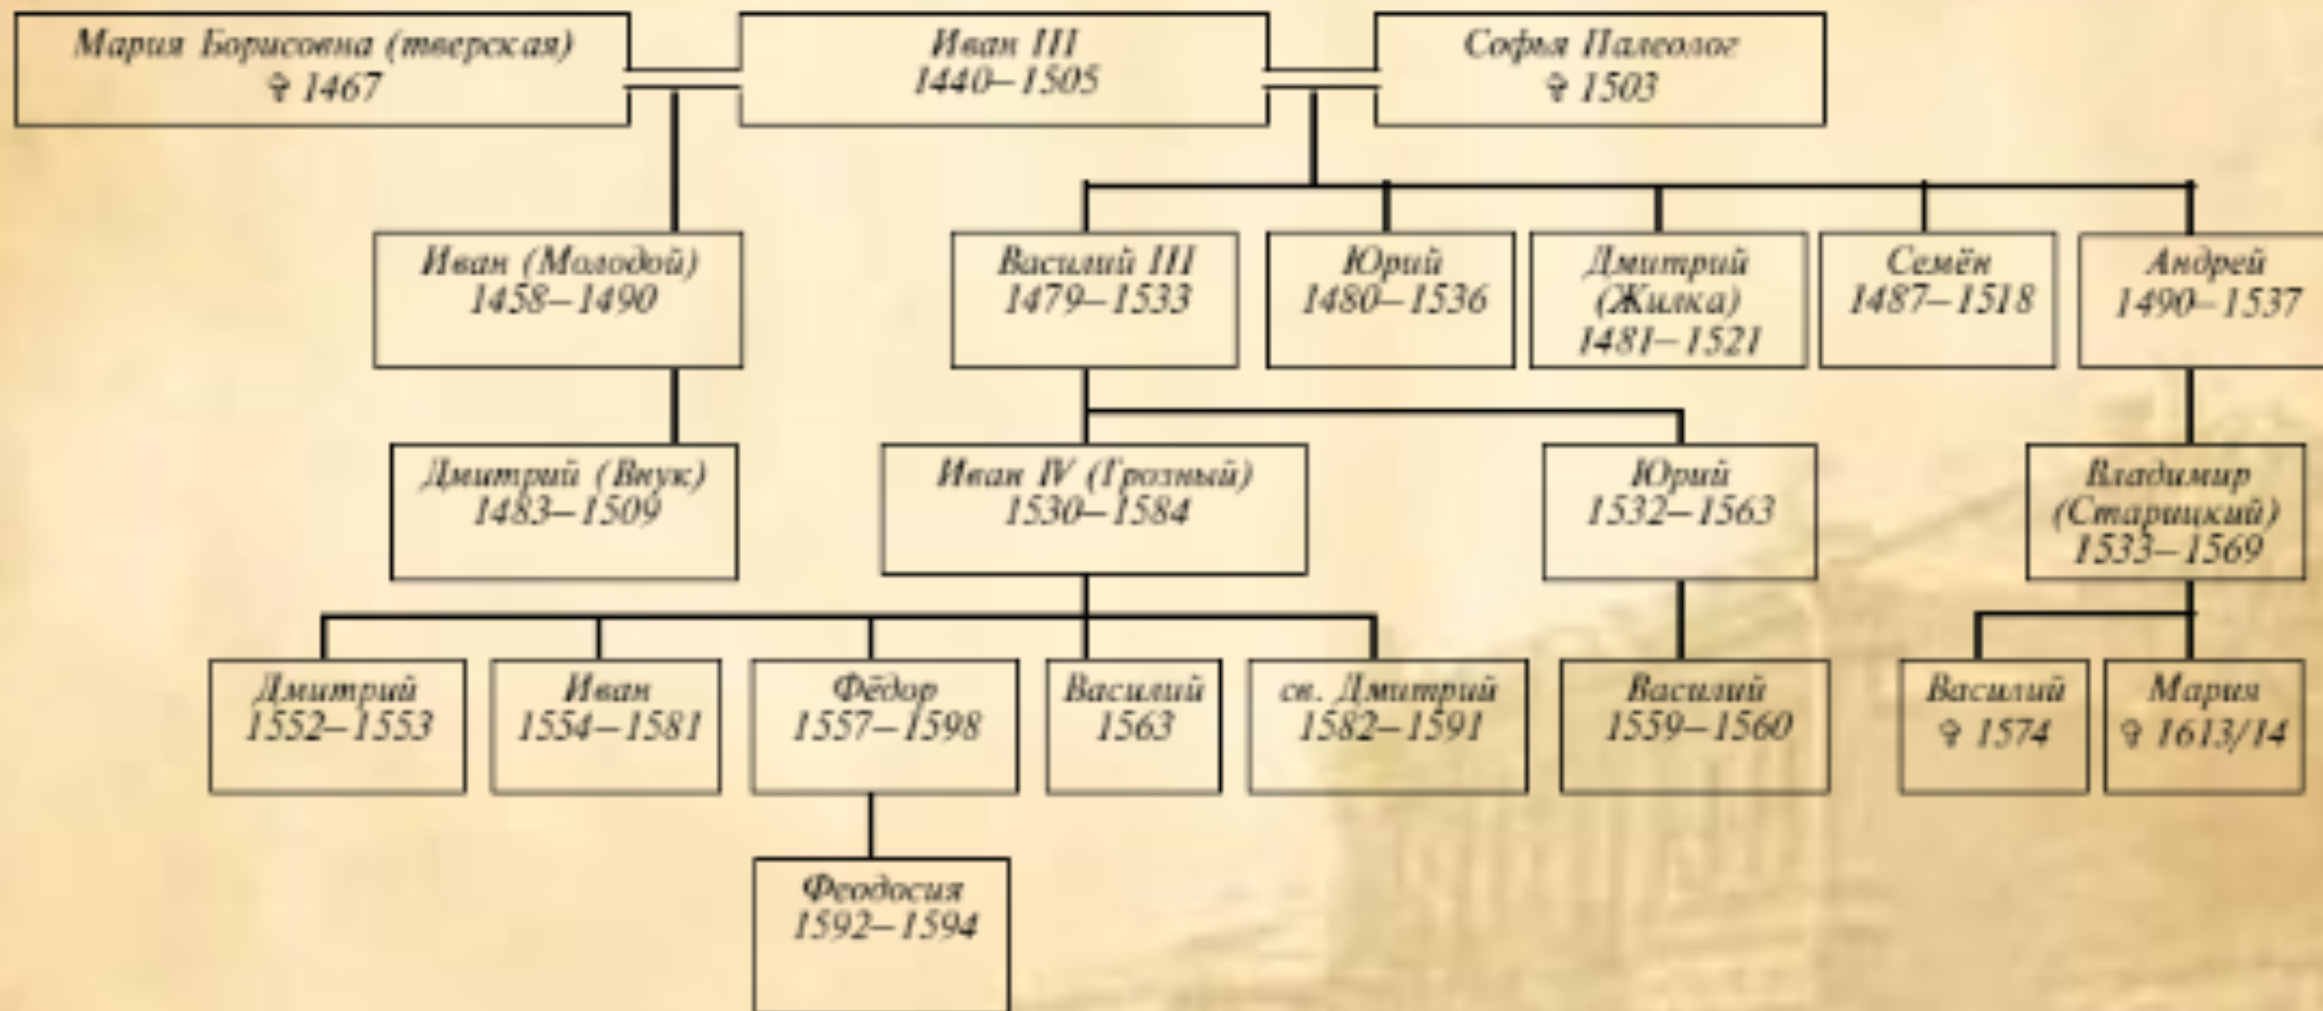 Мария Борисовна (тверская)
✞ 1467
Иван III
1440–1505
Софья Палеолог
✞ 1503
Иван (Молодой)
1458–1490
Василий III
1479–1533
Юрий
1480–1536
Дмитрий
(Жилка)
1481–1521
Семён
1487–1518
Андрей
1490–1537
Дмитрий (Внук)
1483–1509
Иван IV (Грозный)
1530–1584
Юрий
1532–1563
Владимир
(Старицкий)
1533–1569
Дмитрий
1552–1553
Иван
1554–1581
Фёдор
1557–1598
Василий
1563
св. Дмитрий
1582–1591
Василий
1559–1560
Василий
✞ 1574
Мария
✞ 1613/14
Феодосия
1592–1594